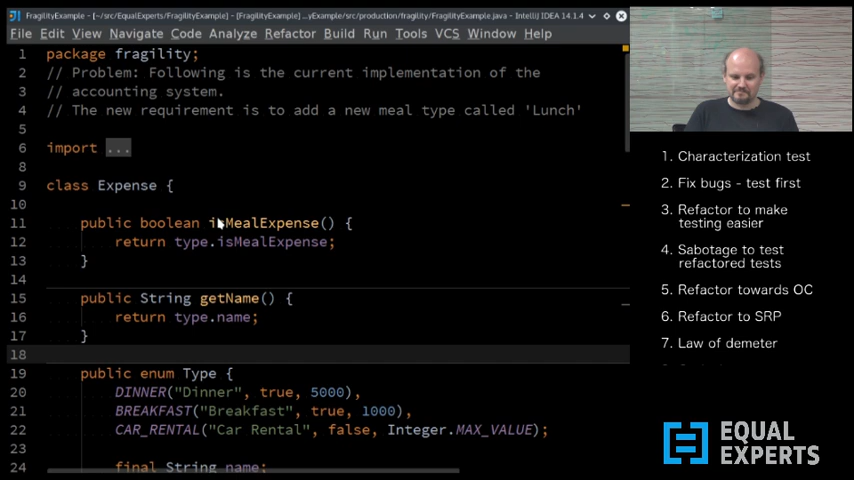 FragilityExample - [~/src/EqualExperts/FragilityExample] - [FragilityExample] ...yExample/src/production/fragility/FragilityExample.java - IntelliJ IDEA 14.1.4
File Edit View Navigate Code Analyze Refactor Build Run Tools VCS Window Help
1 package fragility;
2 // Problem: Following is the current implementation of the
3 // accounting system.
4 // The new requirement is to add a new meal type called 'Lunch'
5
6 import ...
8
9 class Expense {
10
11 public boolean isMealExpense() {
12 return type.isMealExpense;
13 }
14
15 public String getName() {
16 return type.name;
17 }
18
19 public enum Type {
20 DINNER("Dinner", true, 5000),
21 BREAKFAST("Breakfast", true, 1000),
22 CAR_RENTAL("Car Rental", false, Integer.MAX_VALUE);
23
24 final String name;
1. Characterization test
2. Fix bugs - test first
3. Refactor to make
testing easier
4. Sabotage to test
refactored tests
5. Refactor towards OC
6. Refactor to SRP
7. Law of demeter
EQUAL
EXPERTS